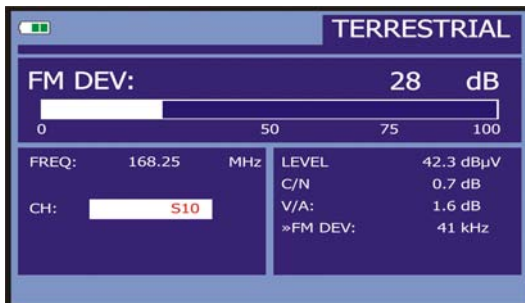 TERRESTRIAL
FM DEV: 28 dB
0 50 75 100
FREQ: 168.25 MHz
CH: S10
LEVEL 42.3 dBµV
C/N 0.7 dB
V/A: 1.6 dB
»FM DEV: 41 kHz